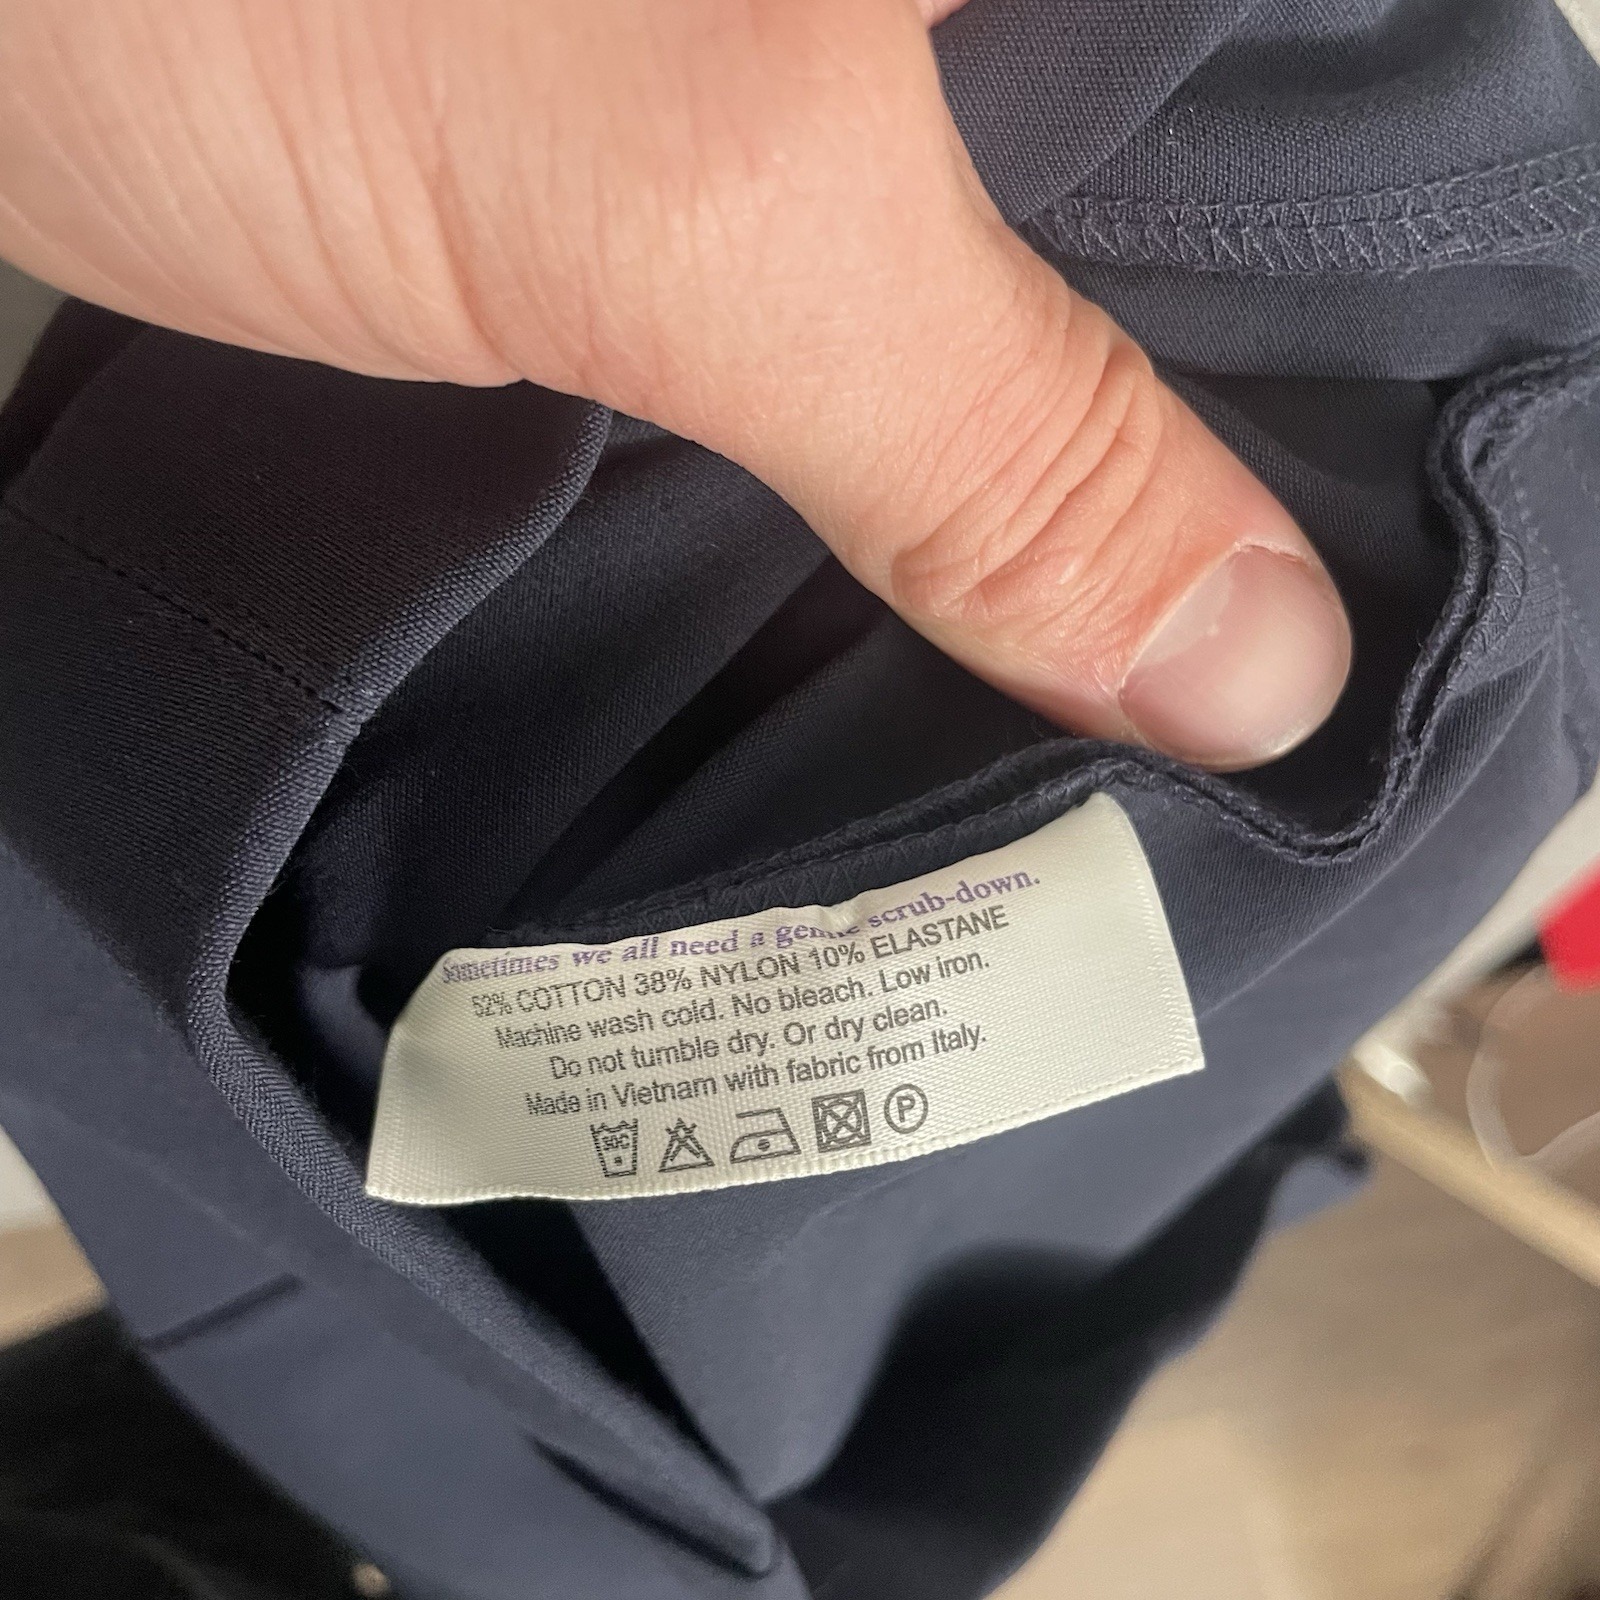 Sometimes we all need a gentle scrub-down.
52% COTTON 38% NYLON 10% ELASTANE
Machine wash cold. No bleach. Low iron.
Do not tumble dry. Or dry clean.
Made in Vietnam with fabric from Italy.
30C P